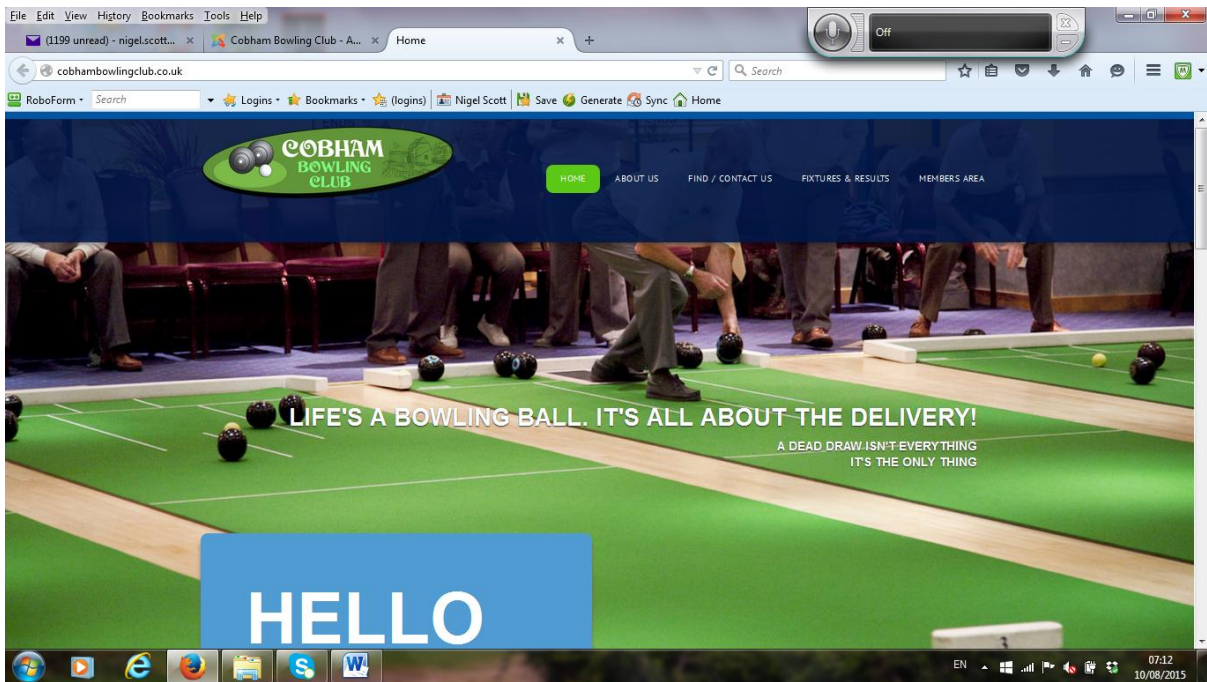 File Edit View History Bookmarks Tools Help
Off
(1199 unread) - nigel.scott... × Cobham Bowling Club - A... × Home × +
cobhambowlingclub.co.uk Search
RoboForm Search Logins Bookmarks (logins) Nigel Scott Save Generate Sync Home
COBHAM
BOWLING
CLUB
HOME ABOUT US FIND / CONTACT US FIXTURES & RESULTS MEMBERS AREA
LIFE'S A BOWLING BALL. IT'S ALL ABOUT THE DELIVERY!
A DEAD DRAW ISN'T EVERYTHING
IT'S THE ONLY THING
HELLO
EN 07:12
10/08/2015